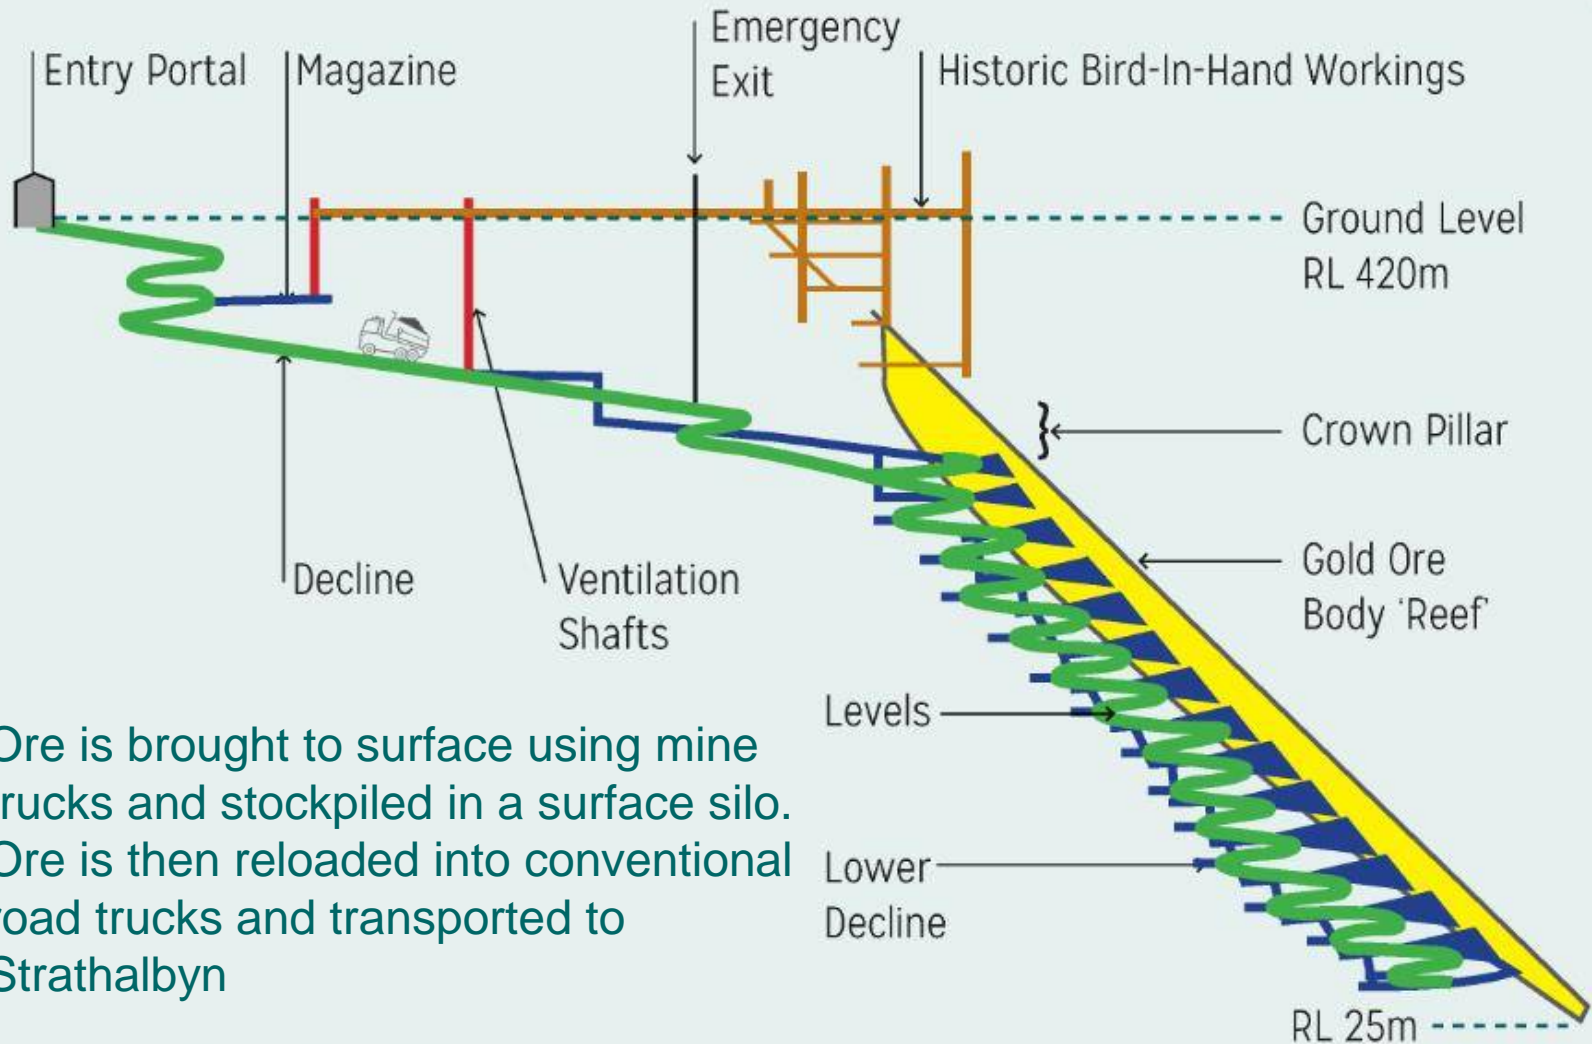 Entry Portal
Magazine
Emergency
Exit
Historic Bird-In-Hand Workings
Ground Level
RL 420m
Crown Pillar
Gold Ore
Body 'Reef'
Decline
Ventilation
Shafts
Levels
Lower
Decline
RL 25m
Ore is brought to surface using mine
trucks and stockpiled in a surface silo.
Ore is then reloaded into conventional
road trucks and transported to
Strathalbyn